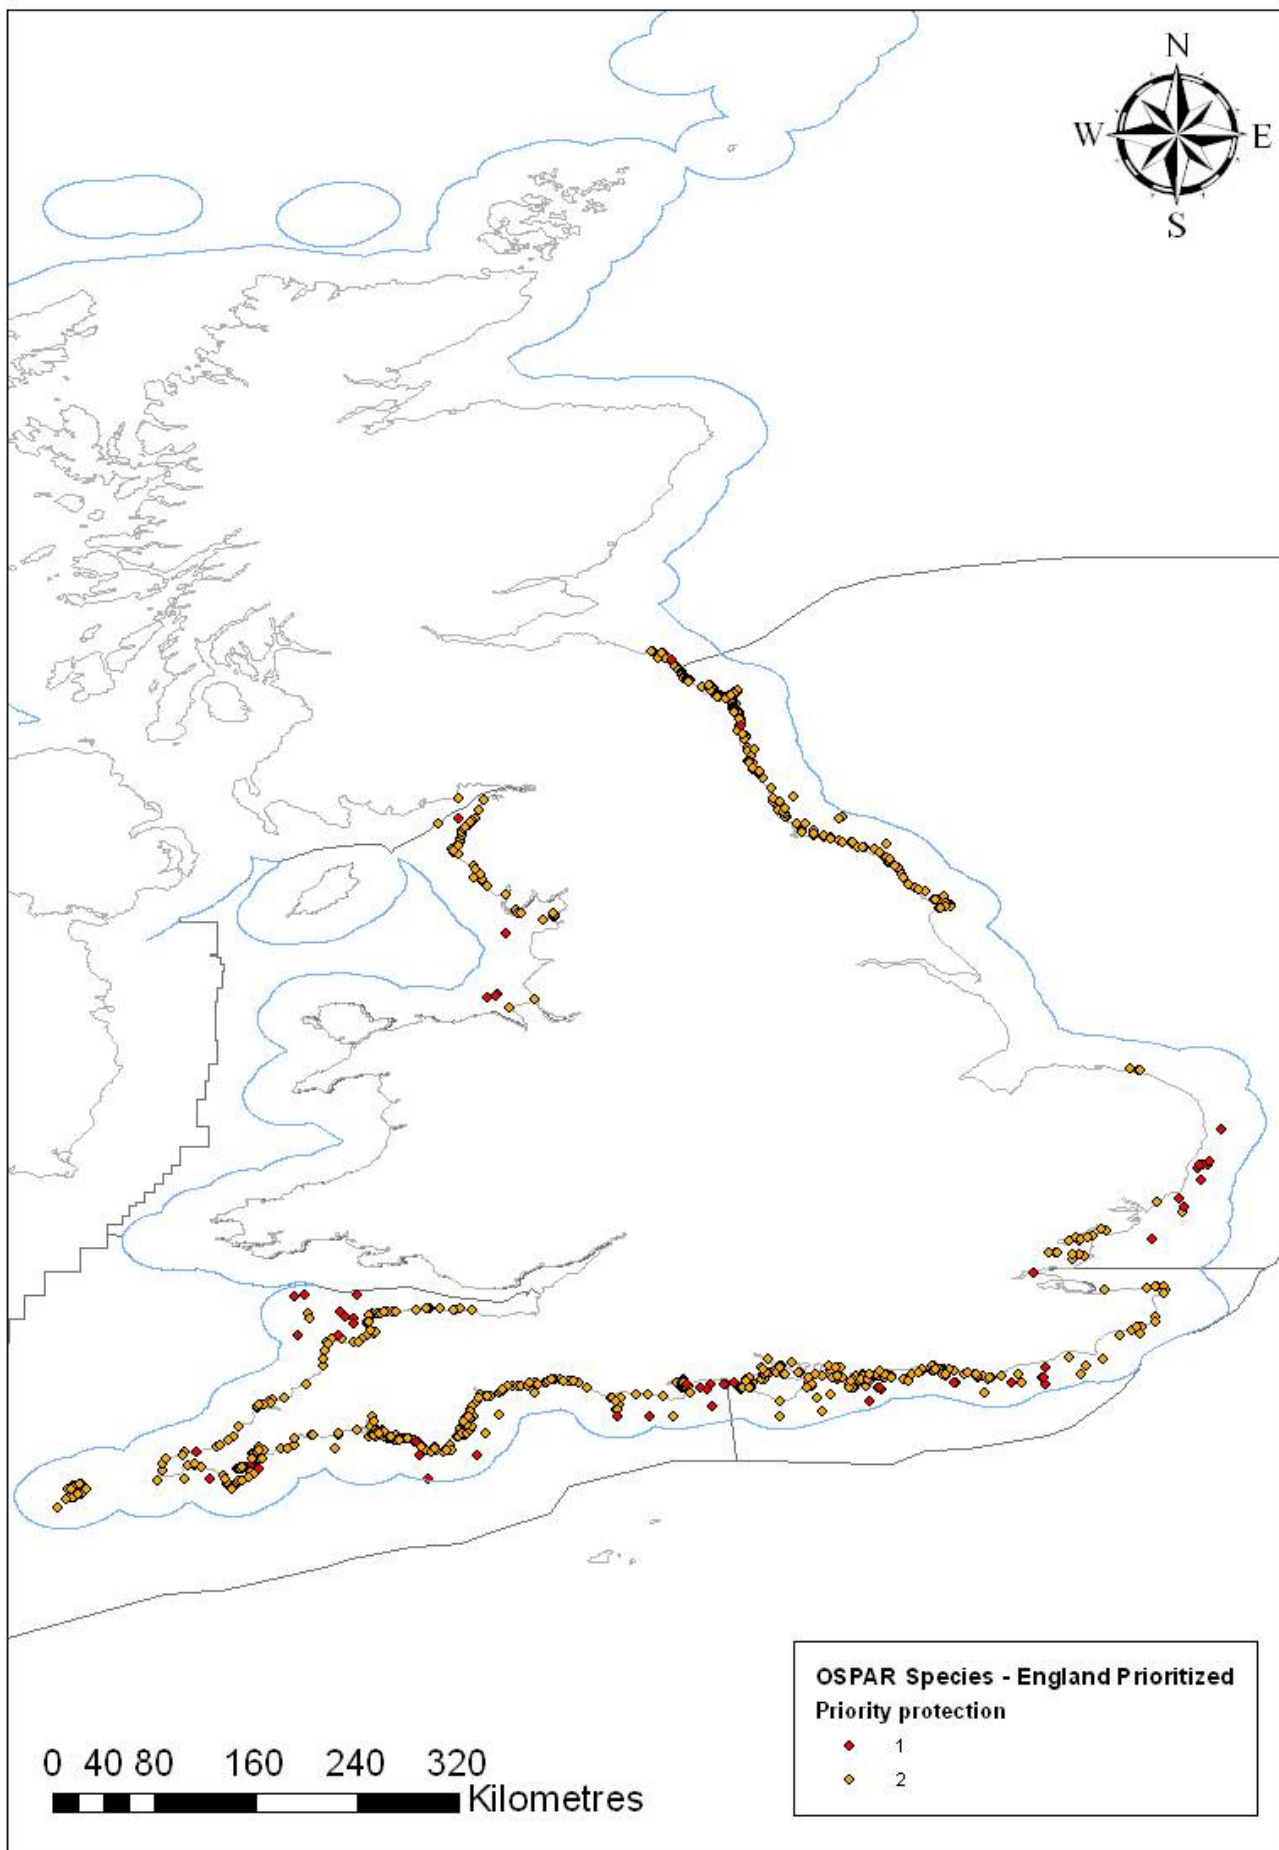 N
W E
S
OSPAR Species - England Prioritized
Priority protection
1
2
0 40 80 160 240 320
Kilometres